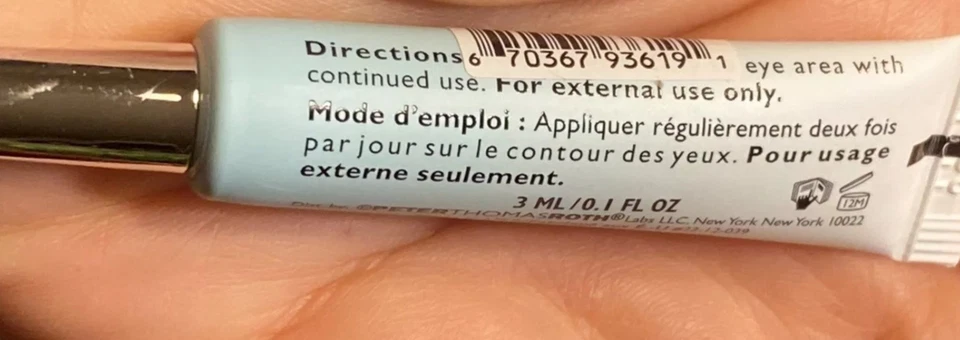 Directions 6 70367 93619 1 eye area with
continued use. For external use only.
Mode d'emploi : Appliquer régulièrement deux fois
par jour sur le contour des yeux. Pour usage
externe seulement.
12M
3 ML/0.1 FL OZ
Dist. by: ©PETERTHOMASROTH® Labs LLC, New York New York 10022